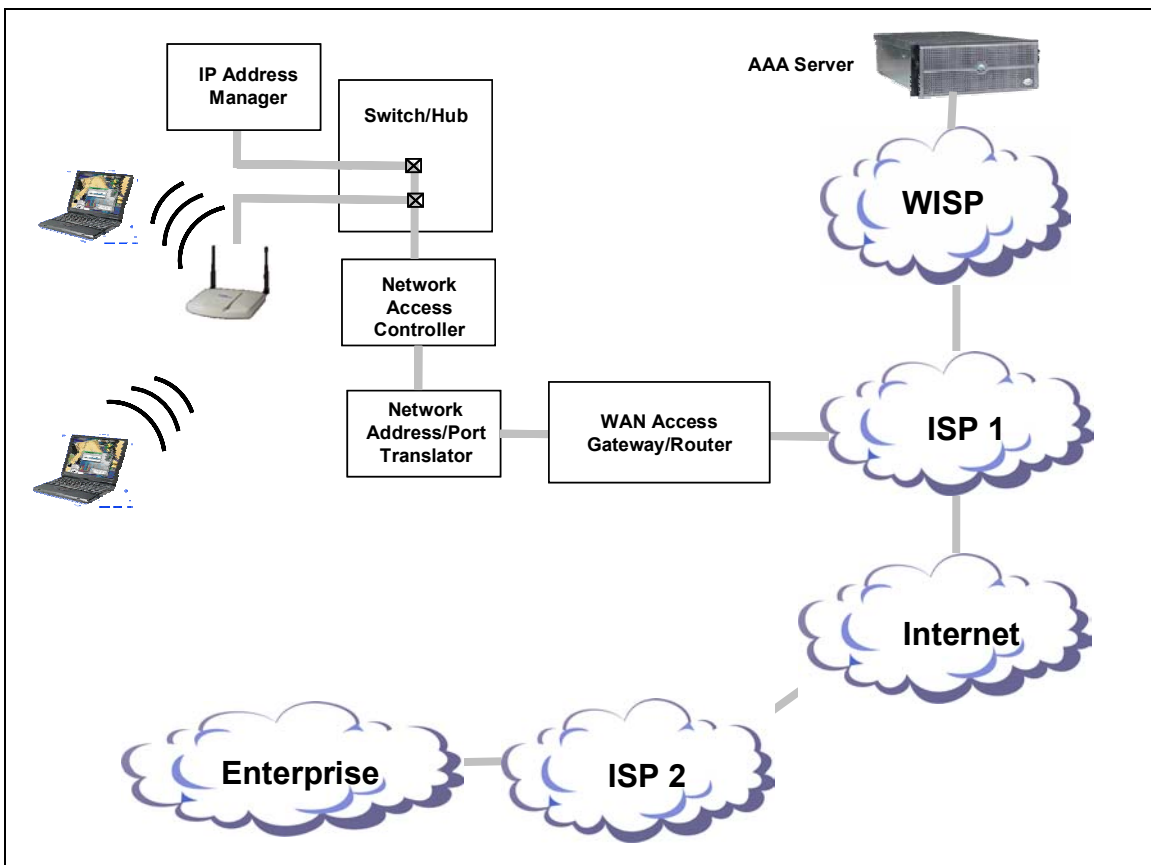 IP Address
Manager
Switch/Hub
AAA Server
WISP
Network
Access
Controller
Network
Address/Port
Translator
WAN Access
Gateway/Router
ISP 1
Internet
Enterprise
ISP 2